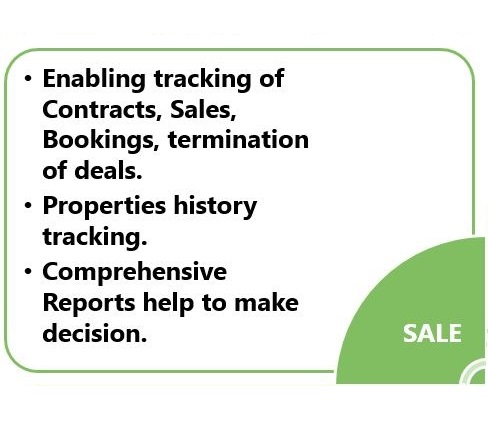 • Enabling tracking of
Contracts, Sales,
Bookings, termination
of deals.
• Properties history
tracking.
• Comprehensive
Reports help to make
decision.
SALE